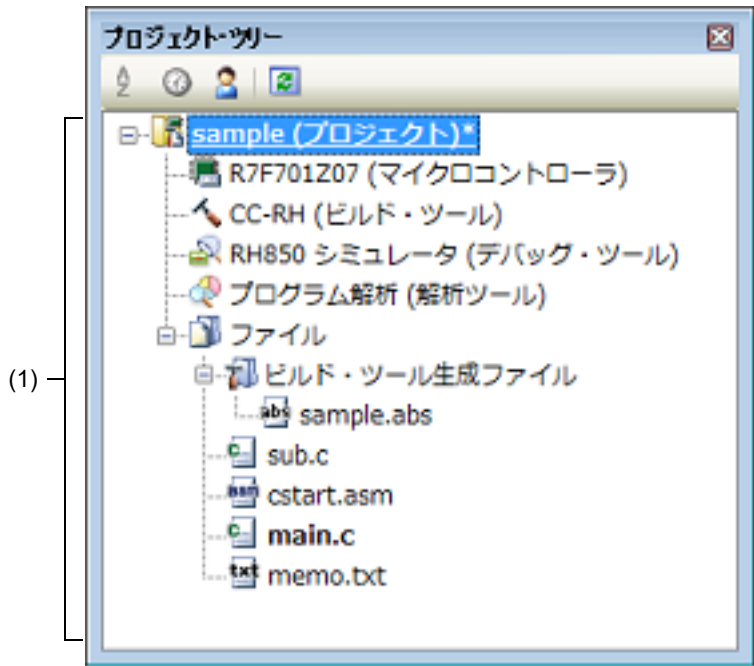 プロジェクト・ツリー
sample (プロジェクト)*
R7F701Z07 (マイクロコントローラ)
CC-RH (ビルド・ツール)
RH850 シミュレータ (デバッグ・ツール)
プログラム解析 (解析ツール)
ファイル
(1)
ビルド・ツール生成ファイル
abs sample.abs
c sub.c
asm cstart.asm
c main.c
txt memo.txt